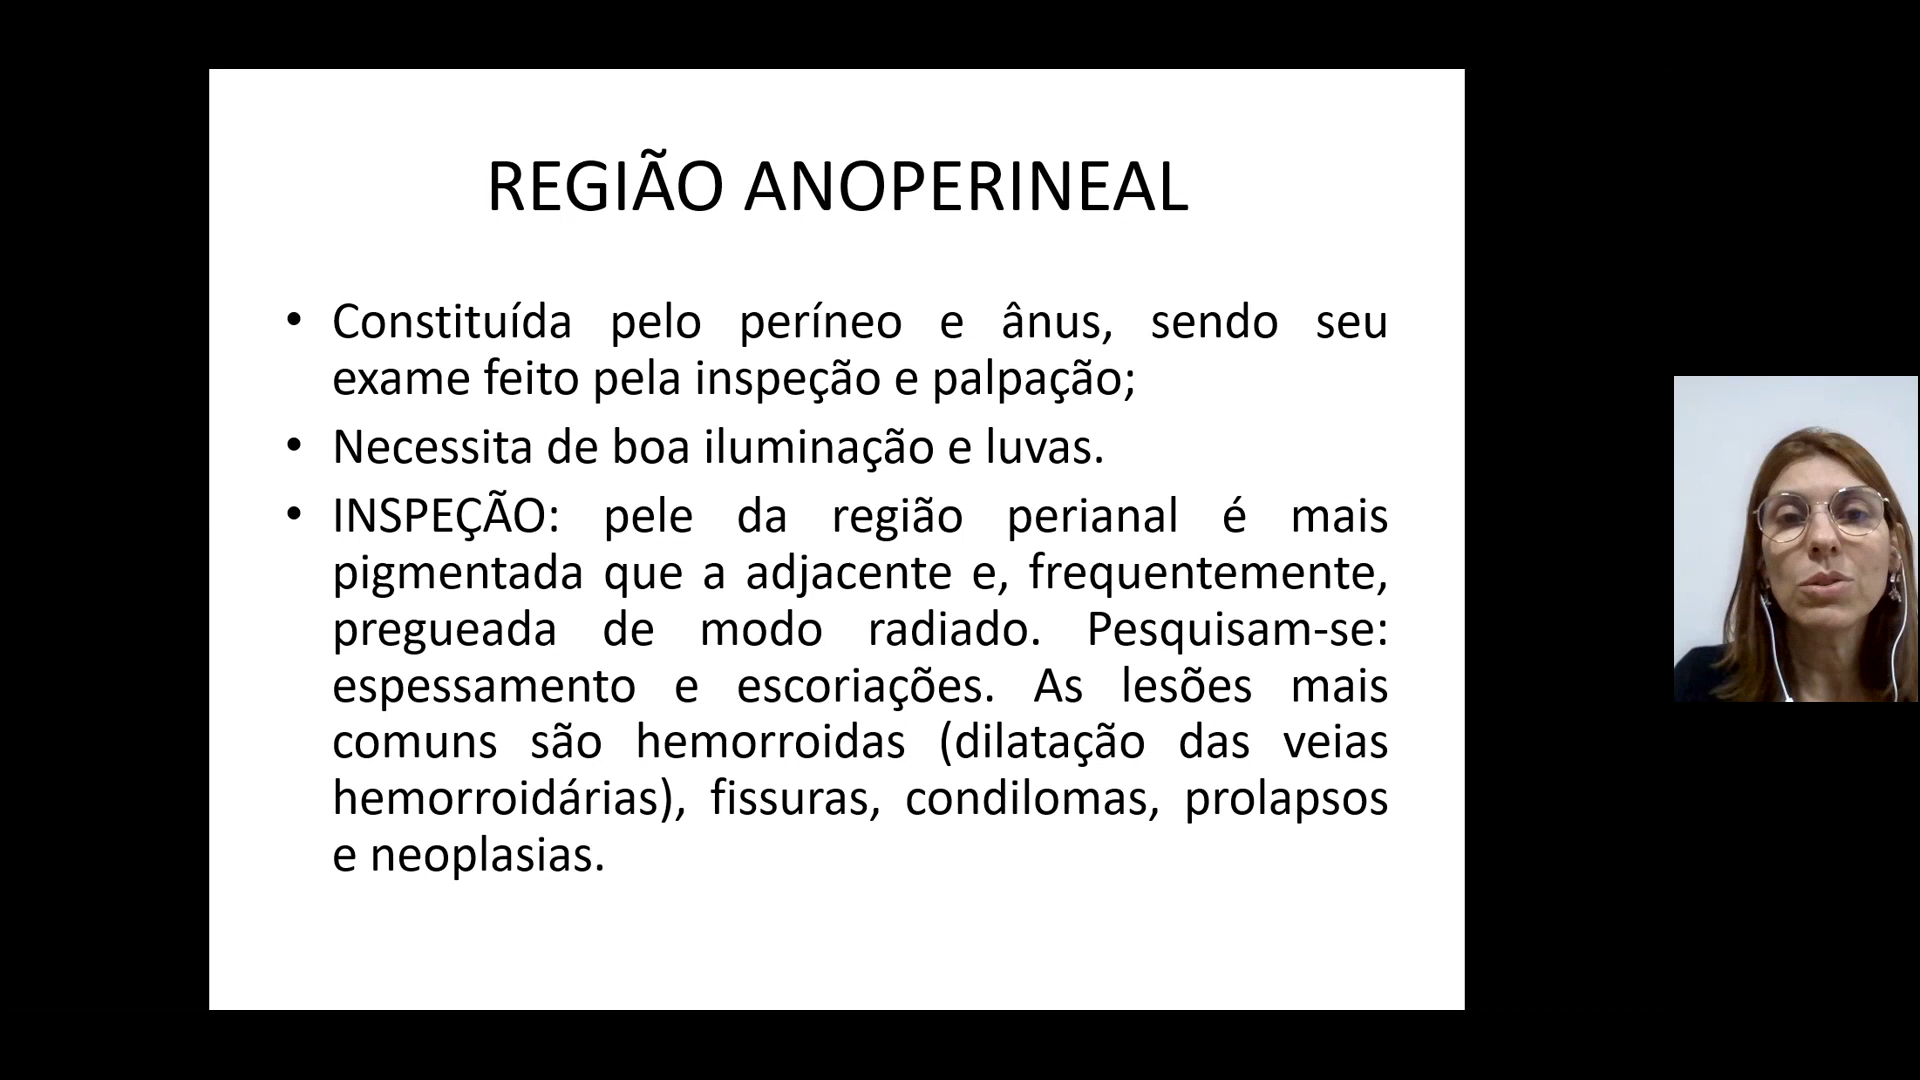 REGIÃO ANOPERINEAL
• Constituída pelo períneo e ânus, sendo seu
exame feito pela inspeção e palpação;
• Necessita de boa iluminação e luvas.
• INSPEÇÃO: pele da região perianal é mais
pigmentada que a adjacente e, frequentemente,
pregueada de modo radiado. Pesquisam-se:
espessamento e escoriações. As lesões mais
comuns são hemorroidas (dilatação das veias
hemorroidárias), fissuras, condilomas, prolapsos
e neoplasias.